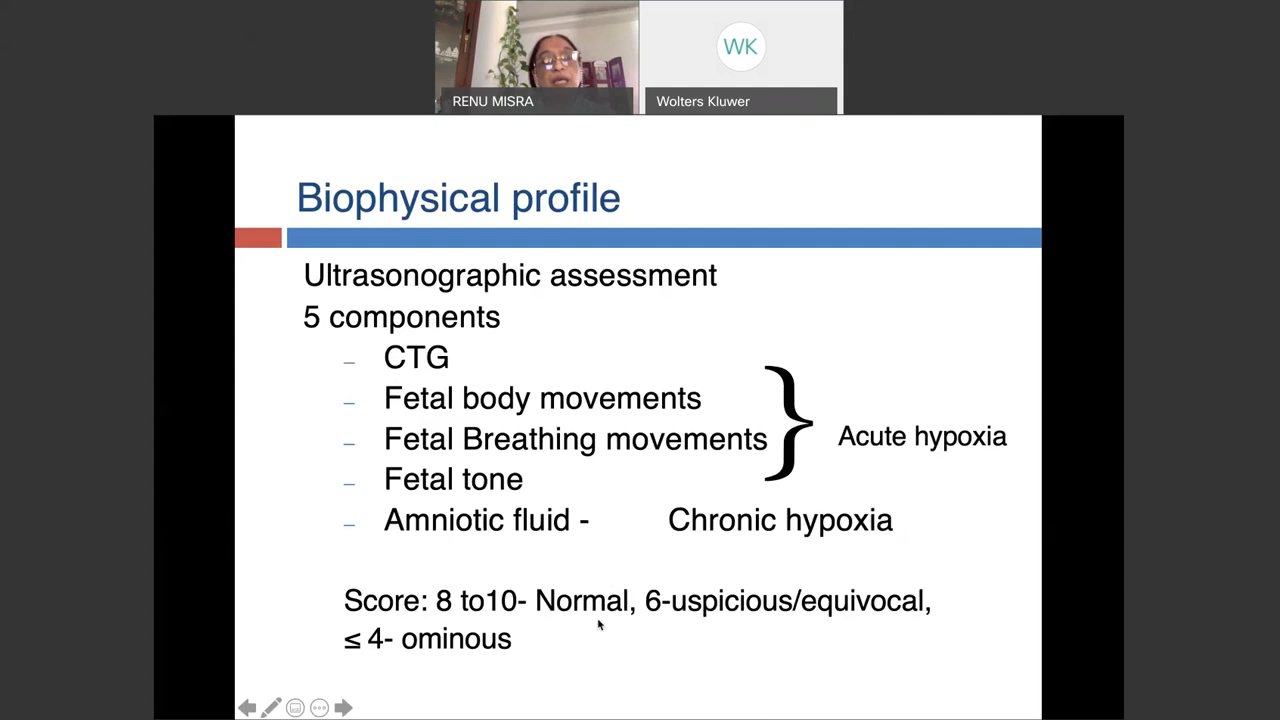 RENU MISRA
WK
Wolters Kluwer
Biophysical profile
Ultrasonographic assessment
5 components
– CTG
– Fetal body movements
– Fetal Breathing movements
– Fetal tone
} Acute hypoxia
– Amniotic fluid - Chronic hypoxia
Score: 8 to10- Normal, 6-uspicious/equivocal,
≤ 4- ominous